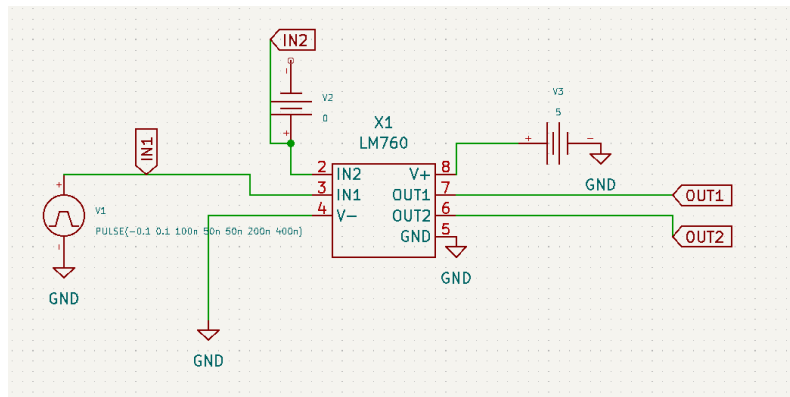 IN2
-
V2
0
+
V3
5
+
-
GND
X1
LM760
IN1
2
IN2
3
IN1
4
V-
V+
8
OUT1
7
OUT2
6
GND
5
OUT1
OUT2
GND
+
V1
PULSE(-0.1 0.1 100n 50n 50n 200n 400n)
-
GND
GND